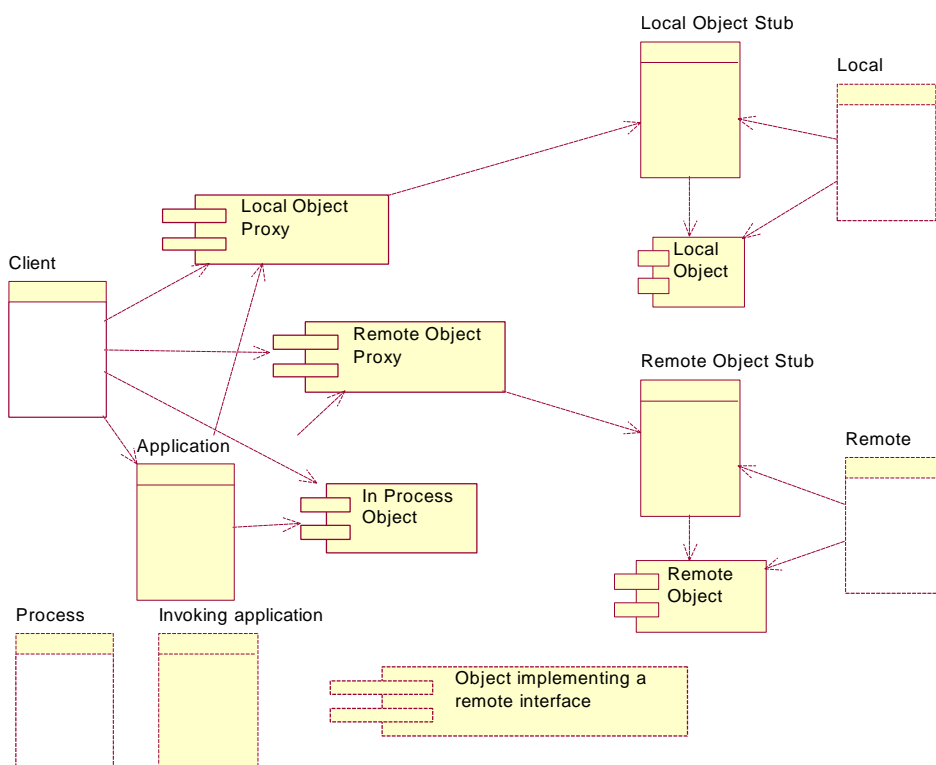 Local Object Stub
Local
Local Object
Proxy
Local
Object
Client
Remote Object
Proxy
Remote Object Stub
Application
Remote
In Process
Object
Remote
Object
Process
Invoking application
Object implementing a
remote interface